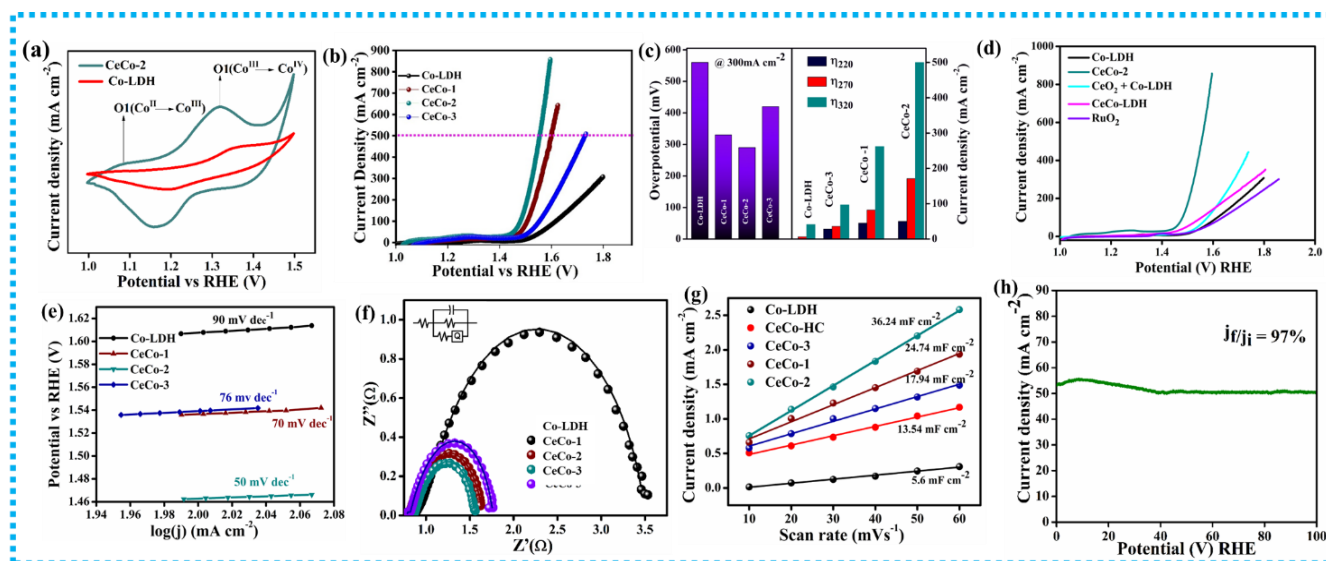 (a)
CeCo-2
Co-LDH
O1(Co^III → Co^IV)
O1(Co^II → Co^III)
Current density (mA cm^-2)
1.0 1.1 1.2 1.3 1.4 1.5
Potential vs RHE (V)
(b)
900
800
700
600
500
400
300
200
100
0
Co-LDH
CeCo-1
CeCo-2
CeCo-3
Current Density (mA cm^-2)
1.0 1.2 1.4 1.6 1.8
Potential vs RHE (V)
(c)
@ 300mA cm^-2
η220
η270
η320
Overpotential (mV)
600
500
400
300
200
100
0
Co-LDH
CeCo-1
CeCo-2
CeCo-3
Co-LDH
CeCo-3
CeCo -1
CeCo-2
500
400
300
200
100
0
Current density (mA cm^-2)
(d)
1000
800
600
400
200
0
Co-LDH
CeCo-2
CeO2 + Co-LDH
CeCo-LDH
RuO2
Current density (mA cm^-2)
1.0 1.2 1.4 1.6 1.8 2.0
Potential (V) RHE
(e)
1.62
1.60
1.58
1.56
1.54
1.52
1.50
1.48
1.46
90 mV dec^-1
Co-LDH
CeCo-1
CeCo-2
CeCo-3
76 mv dec^-1
70 mV dec^-1
50 mV dec^-1
Potential vs RHE (V)
1.94 1.96 1.98 2.00 2.02 2.04 2.06 2.08
log(j) (mA cm^-2)
(f)
Q
1.0
0.8
0.6
0.4
0.2
0.0
Z''(Ω)
Co-LDH
CeCo-1
CeCo-2
CeCo-3
1.0 1.5 2.0 2.5 3.0 3.5
Z'(Ω)
(g)
Co-LDH
CeCo-HC
CeCo-3
CeCo-1
CeCo-2
36.24 mF cm^-2
24.74 mF cm^-2
17.94 mF cm^-2
13.54 mF cm^-2
5.6 mF cm^-2
2.5
2.0
1.5
1.0
0.5
0.0
Current density (mA cm^-2)
10 20 30 40 50 60
Scan rate (mVs^-1)
(h)
90
80
70
60
50
40
30
20
10
0
jf/ji = 97%
Current density (mA cm^-2)
0 20 40 60 80 100
Potential (V) RHE